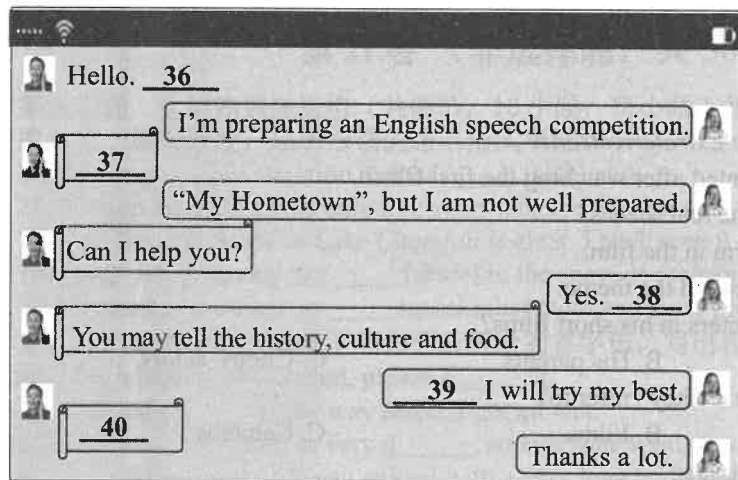 Hello. 36
I'm preparing an English speech competition.
37
"My Hometown", but I am not well prepared.
Can I help you?
Yes. 38
You may tell the history, culture and food.
39 I will try my best.
40
Thanks a lot.